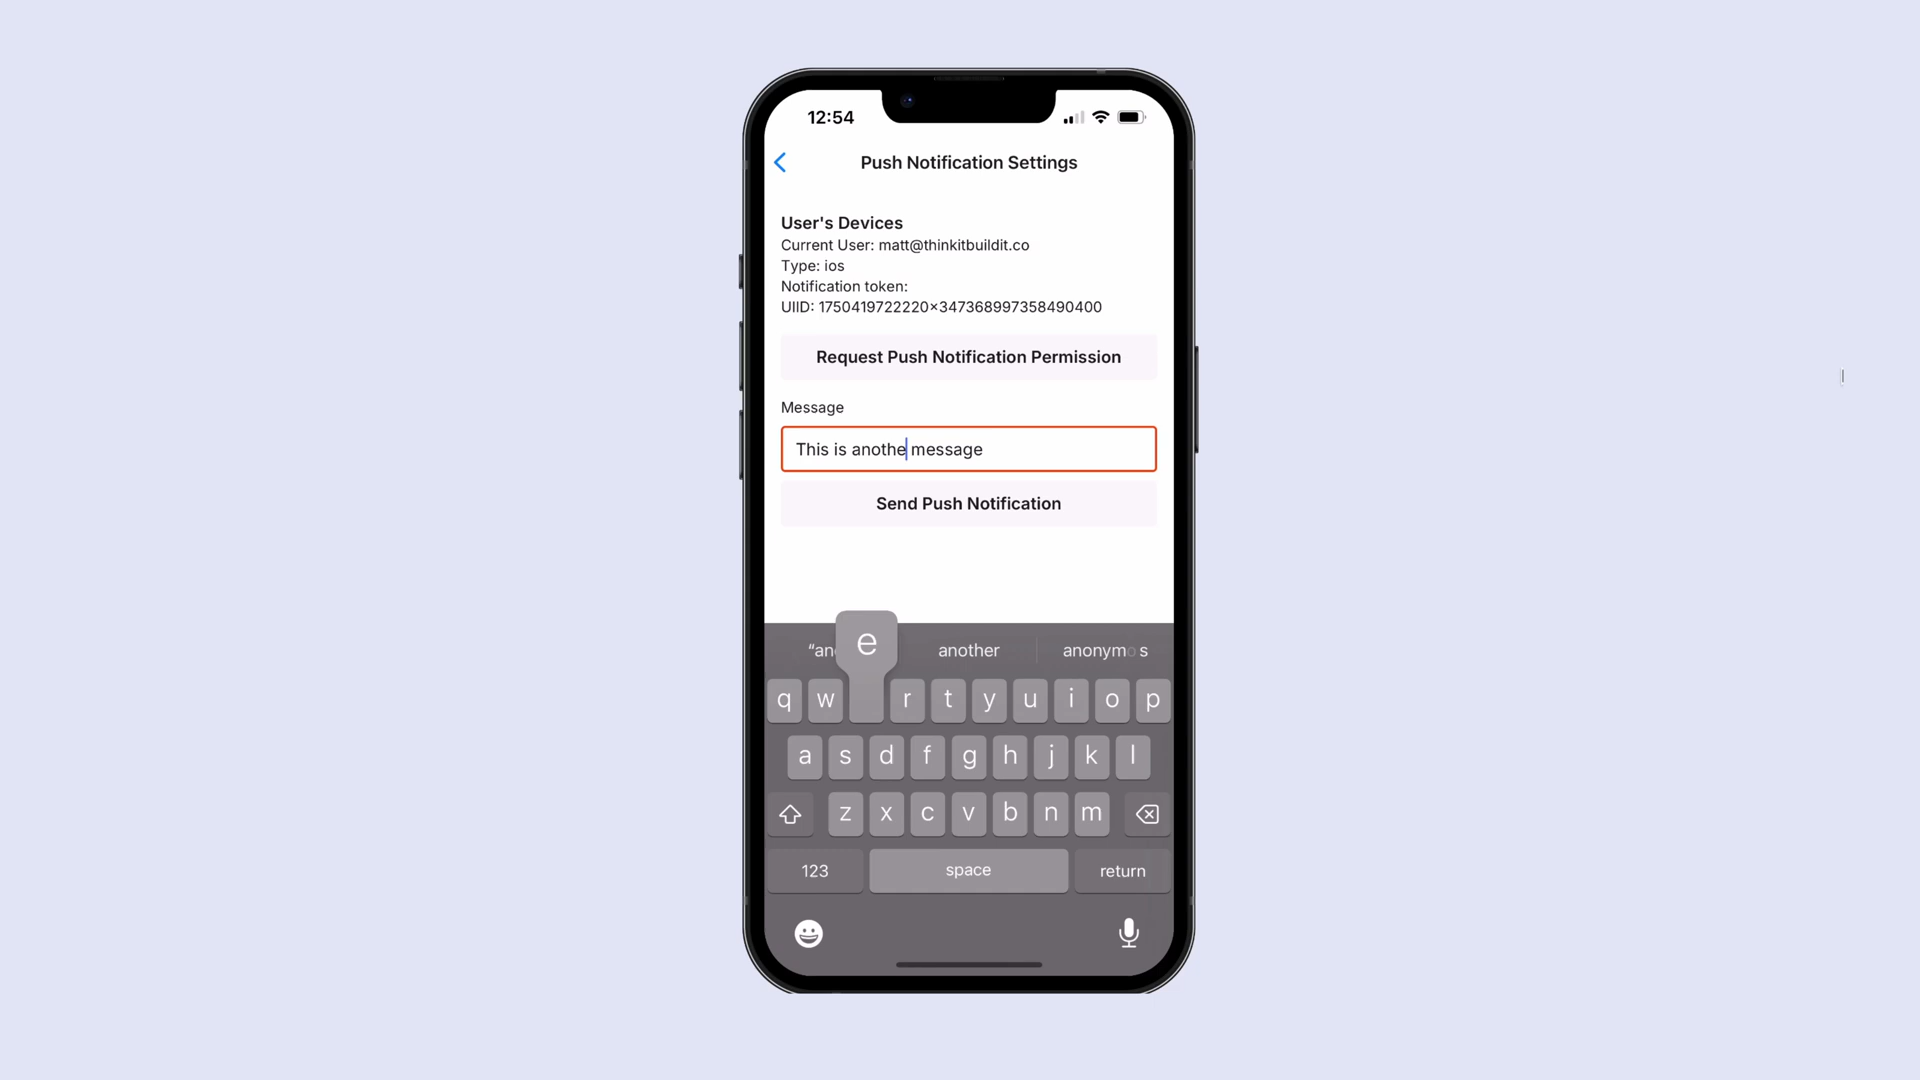 12:54
Push Notification Settings
User's Devices
Current User: matt@thinkitbuildit.co
Type: ios
Notification token:
UIID: 1750419722220×347368997358490400
Request Push Notification Permission
Message
This is anothe message
Send Push Notification
e
another anonym s
q w r t y u i o p
a s d f g h j k l
z x c v b n m
123 space return